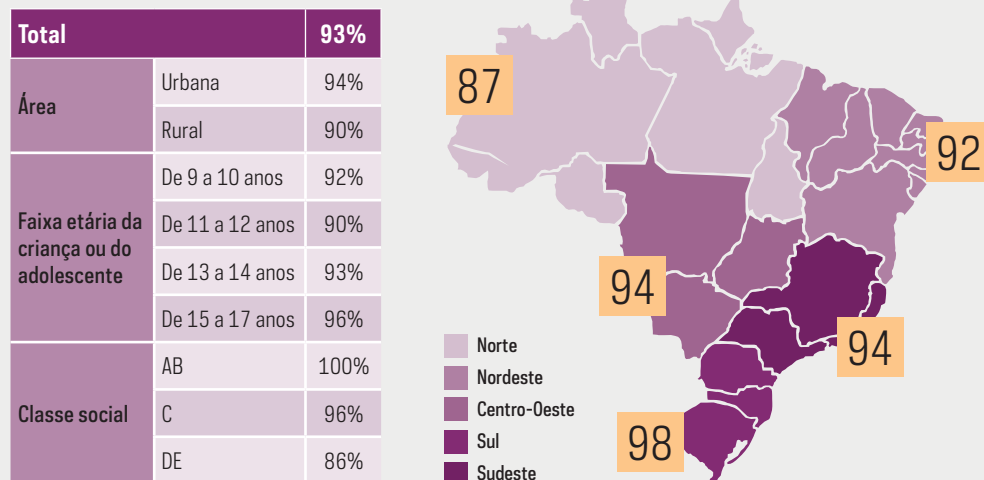 Total 93%
Área
Urbana 94%
Rural 90%
Faixa etária da
criança ou do
adolescente
De 9 a 10 anos 92%
De 11 a 12 anos 90%
De 13 a 14 anos 93%
De 15 a 17 anos 96%
Classe social
AB 100%
C 96%
DE 86%
87
92
94
94
98
Norte
Nordeste
Centro-Oeste
Sul
Sudeste